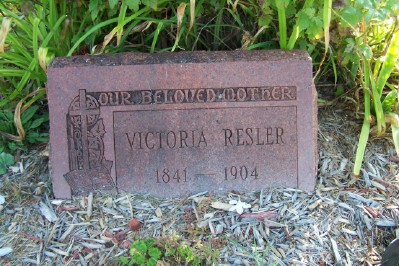 OUR BELOVED MOTHER
VICTORIA RESLER
1841 — 1904